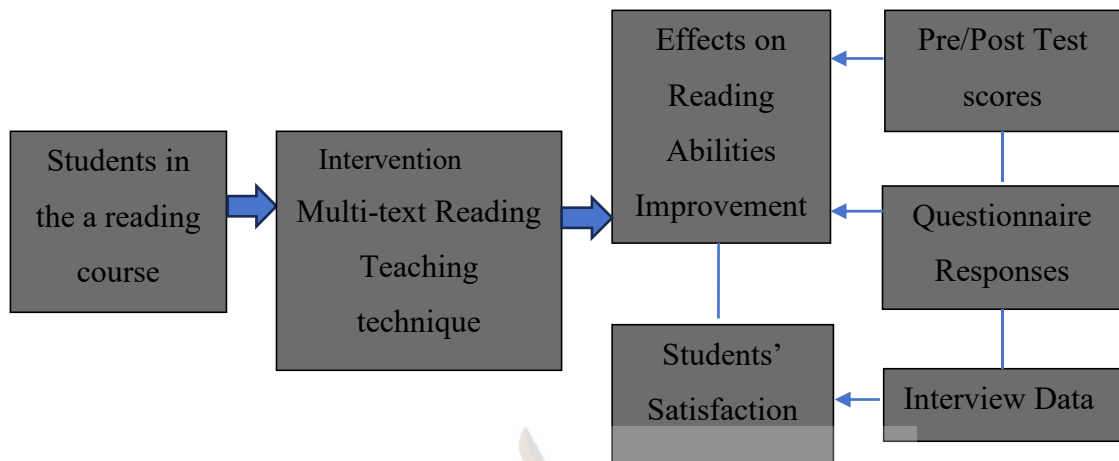 Students in
the a reading
course
Intervention
Multi-text Reading
Teaching
technique
Effects on
Reading
Abilities
Improvement
Students’
Satisfaction
Pre/Post Test
scores
Questionnaire
Responses
Interview Data